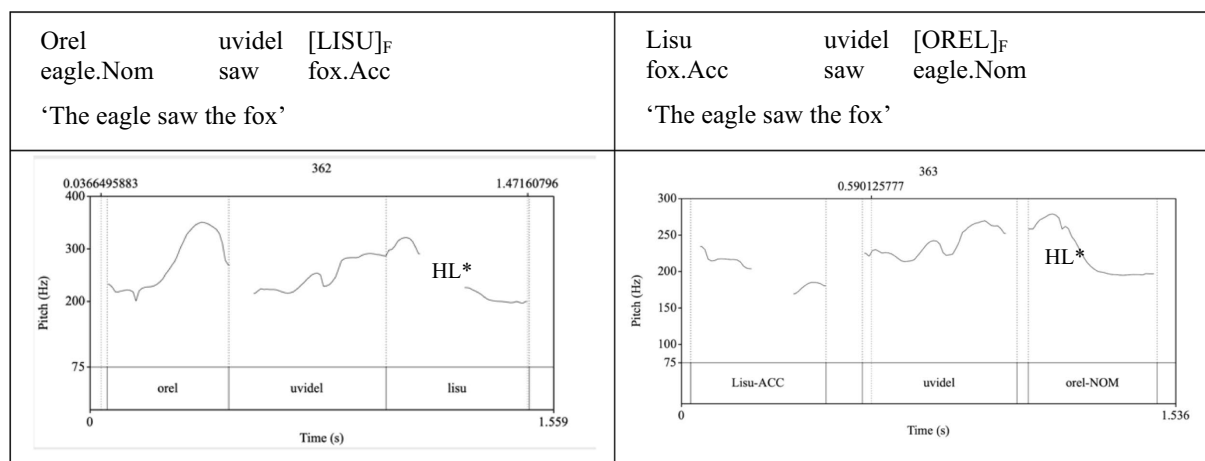 Orel uvidel [LISU]F
eagle.Nom saw fox.Acc
‘The eagle saw the fox’
Lisu uvidel [OREL]F
fox.Acc saw eagle.Nom
‘The eagle saw the fox’
362
0.0366495883 1.47160796
400
300
200
75
Pitch (Hz)
HL*
orel uvidel lisu
0 1.559
Time (s)
363
0.590125777
300
250
200
150
100
75
Pitch (Hz)
HL*
Lisu-ACC uvidel orel-NOM
0 1.536
Time (s)